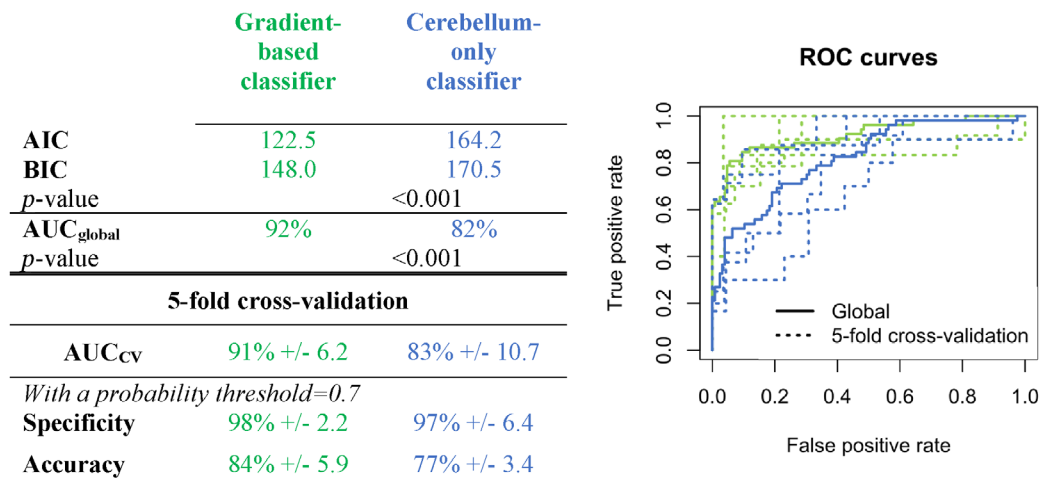 Gradient-
based
classifier
Cerebellum-
only
classifier
AIC 122.5 164.2
BIC 148.0 170.5
p-value <0.001
AUCglobal 92% 82%
p-value <0.001
5-fold cross-validation
AUCCV 91% +/- 6.2 83% +/- 10.7
With a probability threshold=0.7
Specificity 98% +/- 2.2 97% +/- 6.4
Accuracy 84% +/- 5.9 77% +/- 3.4
ROC curves
True positive rate
1.0
0.8
0.6
0.4
0.2
0.0
Global
5-fold cross-validation
0.0 0.2 0.4 0.6 0.8 1.0
False positive rate